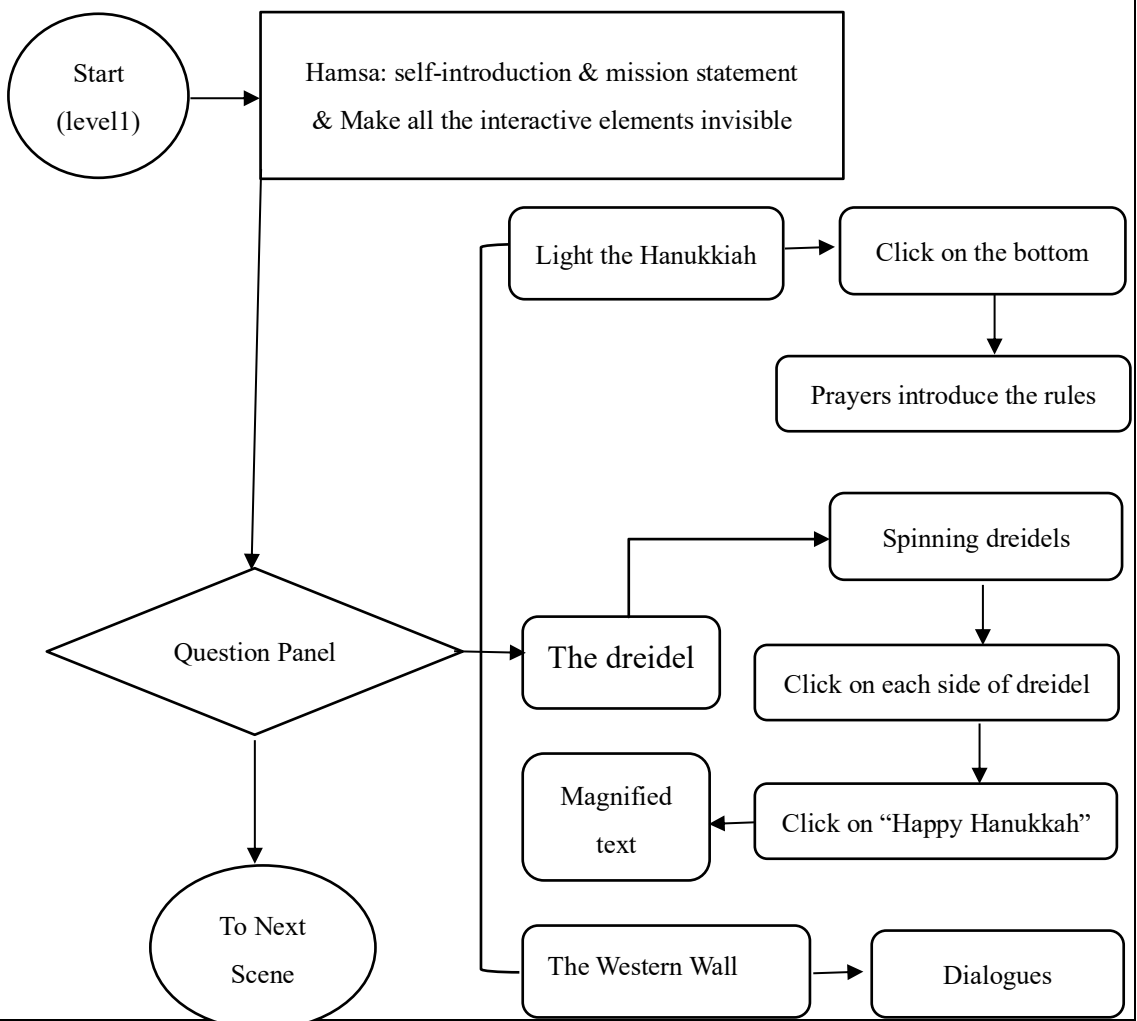 Start
(level1)
Hamsa: self-introduction & mission statement
& Make all the interactive elements invisible
Light the Hanukkiah
Click on the bottom
Prayers introduce the rules
Spinning dreidels
Question Panel
The dreidel
Click on each side of dreidel
Magnified
text
Click on “Happy Hanukkah”
To Next
Scene
The Western Wall
Dialogues